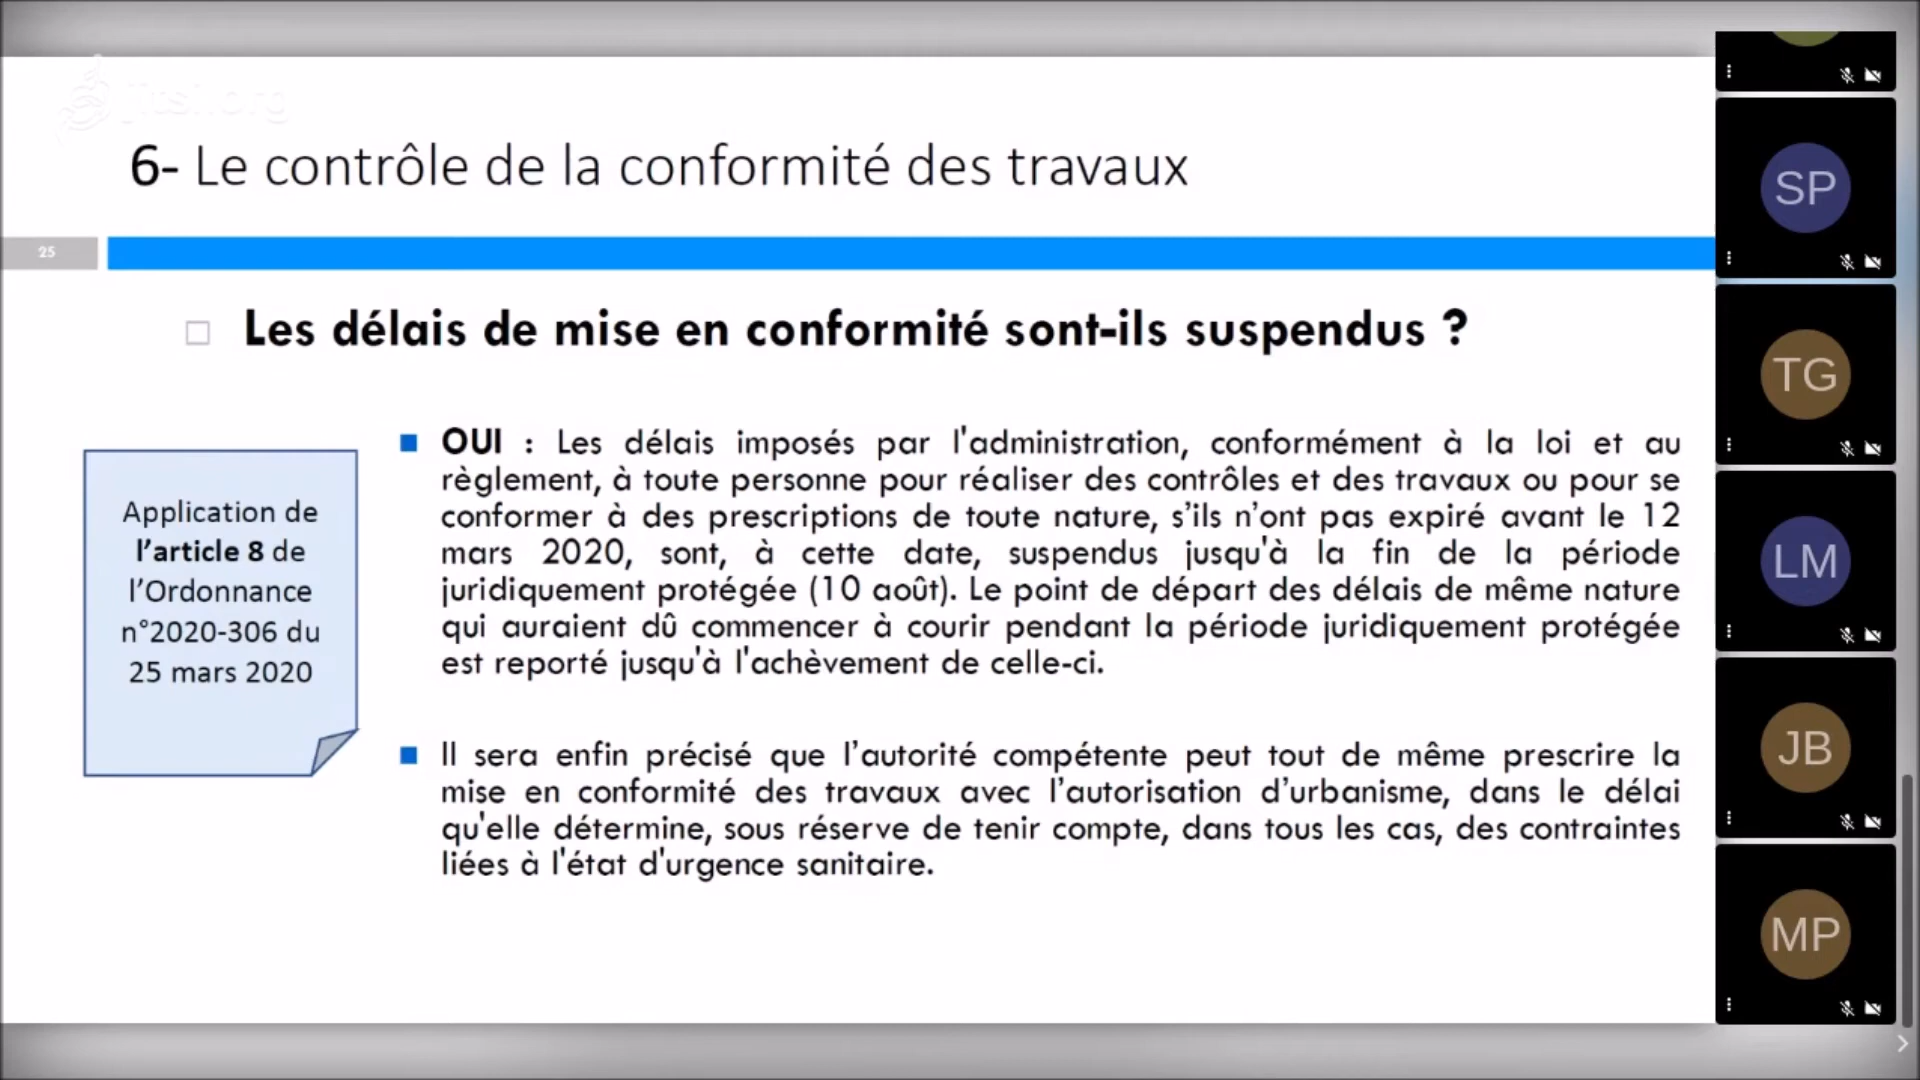 jitsi.org
6- Le contrôle de la conformité des travaux
25
Les délais de mise en conformité sont-ils suspendus ?
Application de
l’article 8 de
l’Ordonnance
n°2020-306 du
25 mars 2020
OUI : Les délais imposés par l'administration, conformément à la loi et au
règlement, à toute personne pour réaliser des contrôles et des travaux ou pour se
conformer à des prescriptions de toute nature, s’ils n’ont pas expiré avant le 12
mars 2020, sont, à cette date, suspendus jusqu'à la fin de la période
juridiquement protégée (10 août). Le point de départ des délais de même nature
qui auraient dû commencer à courir pendant la période juridiquement protégée
est reporté jusqu'à l'achèvement de celle-ci.
Il sera enfin précisé que l’autorité compétente peut tout de même prescrire la
mise en conformité des travaux avec l’autorisation d’urbanisme, dans le délai
qu'elle détermine, sous réserve de tenir compte, dans tous les cas, des contraintes
liées à l'état d'urgence sanitaire.
SP
TG
LM
JB
MP